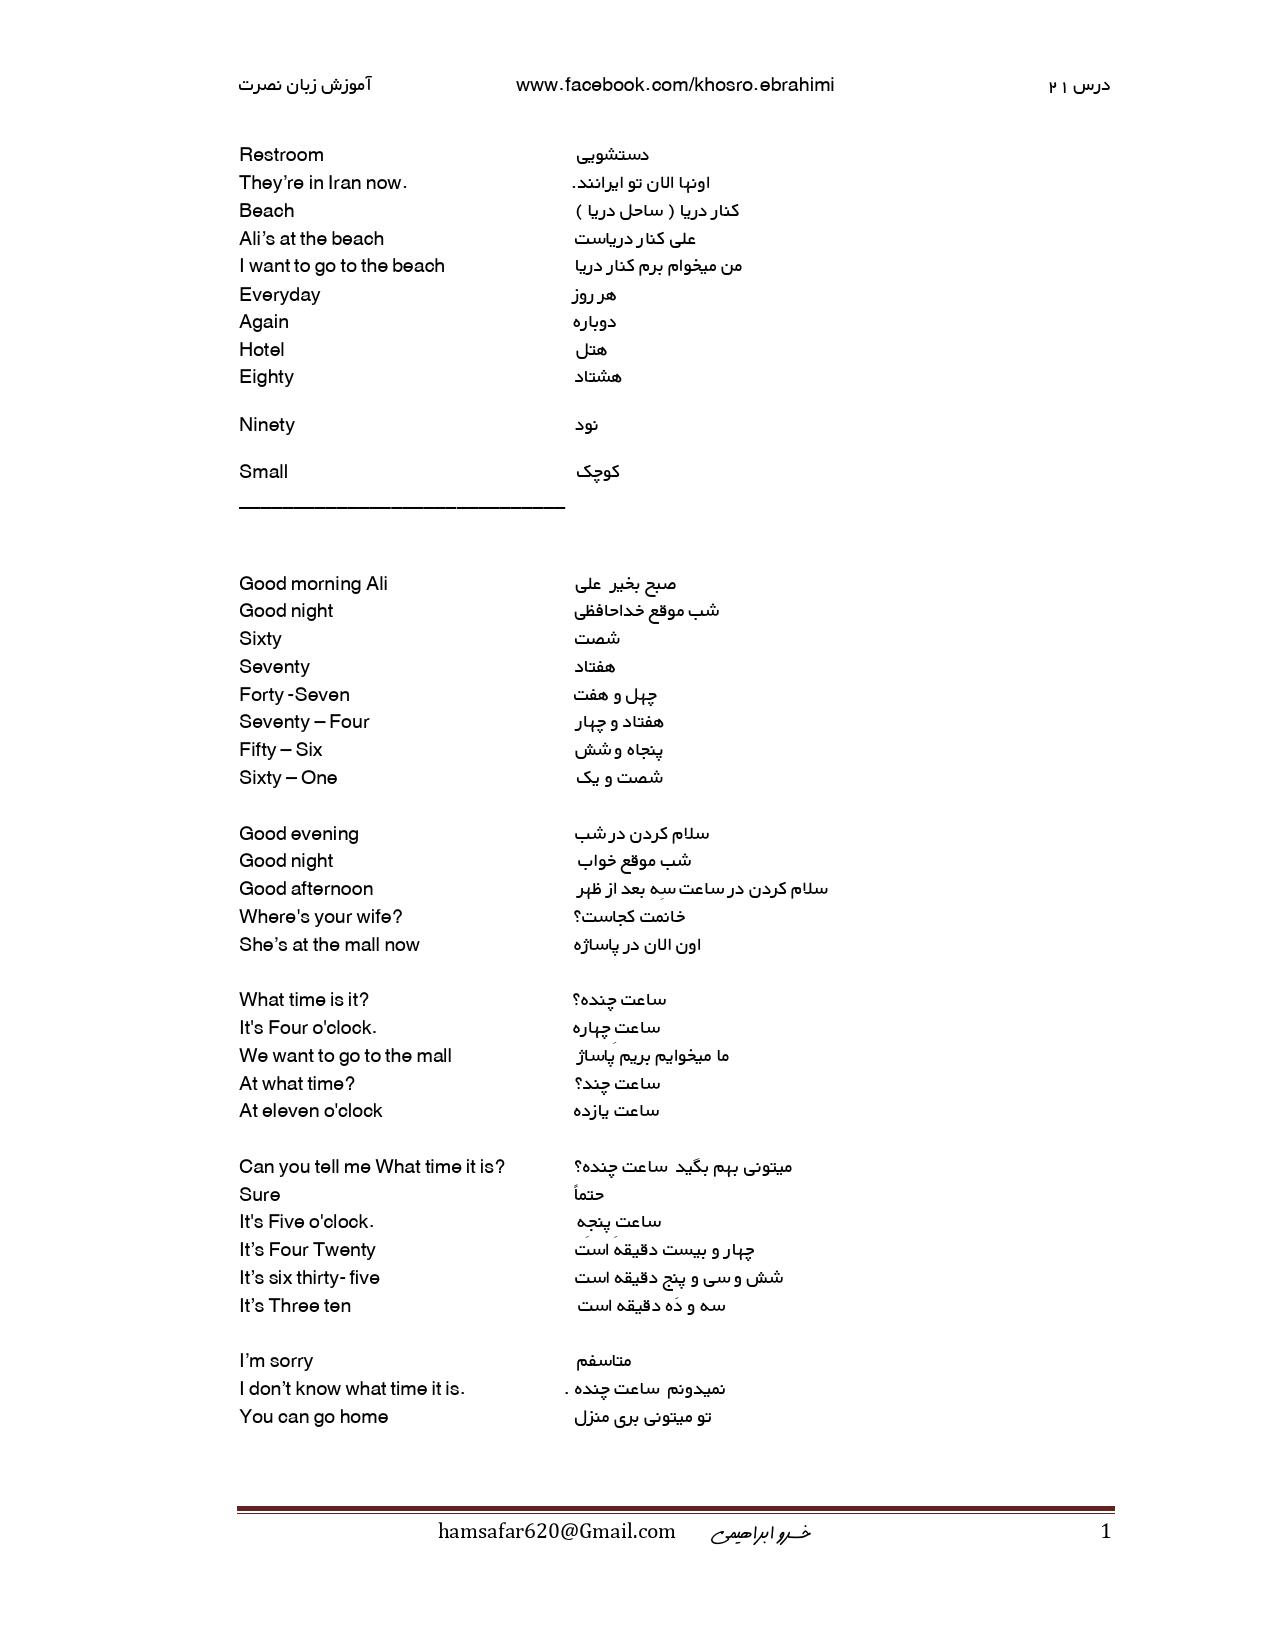 آموزش زبان نصرت www.facebook.com/khosro.ebrahimi درس ۲۱
Restroom دستشویی
They’re in Iran now. اونها الان تو ایرانند.
Beach کنار دریا ( ساحل دریا )
Ali’s at the beach علی کنار دریاست
I want to go to the beach من میخوام برم کنار دریا
Everyday هر روز
Again دوباره
Hotel هتل
Eighty هشتاد
Ninety نود
Small کوچک
______________________________
Good morning Ali صبح بخیر علی
Good night شب موقع خداحافظی
Sixty شصت
Seventy هفتاد
Forty -Seven چهل و هفت
Seventy – Four هفتاد و چهار
Fifty – Six پنجاه و شش
Sixty – One شصت و یک
Good evening سلام کردن در شب
Good night شب موقع خواب
Good afternoon سلام کردن در ساعت سِه بعد از ظهر
Where's your wife? خانمت کجاست؟
She’s at the mall now اون الان در پاساژه
What time is it? ساعت چنده؟
It's Four o'clock. ساعتِ چهاره
We want to go to the mall ما میخوایم بریم پاساژ
At what time? ساعت چند؟
At eleven o'clock ساعت یازده
Can you tell me What time it is? میتونی بهم بگید ساعت چنده؟
Sure حتماً
It's Five o'clock. ساعتِ پنجِه
It’s Four Twenty چهار و بیست دقیقه است
It’s six thirty- five شش و سی و پنج دقیقه است
It’s Three ten سه و دَه دقیقه است
I’m sorry متاسفم
I don’t know what time it is. نمیدونم ساعت چنده .
You can go home تو میتونی بری منزل
hamsafar620@Gmail.com خسرو ابراهیمی 1